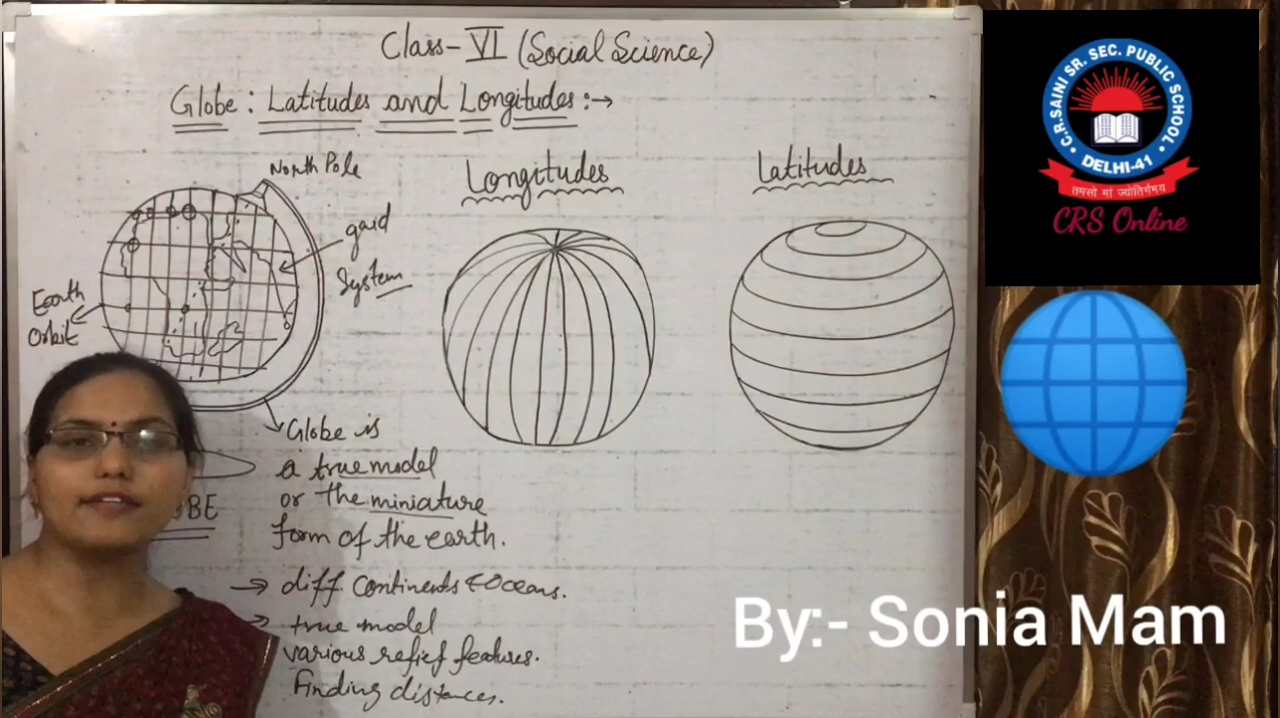 Class-VI (Social Science)
Globe: Latitudes and Longitudes:→
North Pole
gird
System
Earth
Orbit
Longitudes
Latitudes
→ Globe is
a true model
or the miniature
form of the earth.
→ diff. continents & Oceans.
→ true model
various relief features.
Finding distances.
OBE
C.R.SAINI SR. SEC. PUBLIC SCHOOL
DELHI-41
तमसो मां ज्योतिर्गमय
CRS Online
By:- Sonia Mam